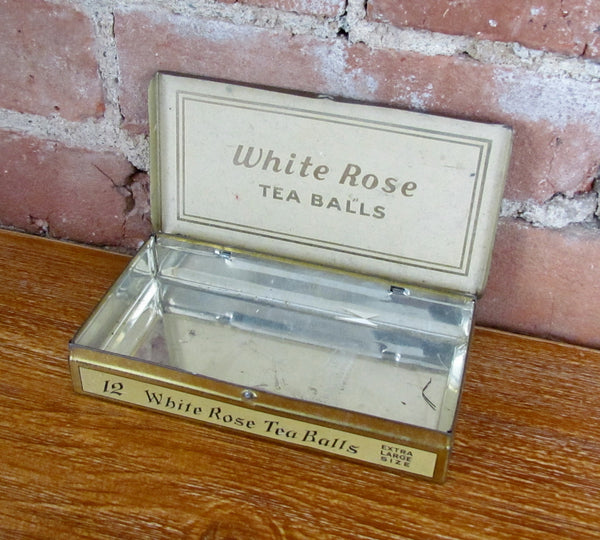 White Rose
TEA BALLS
12 White Rose Tea Balls EXTRA
LARGE
SIZE